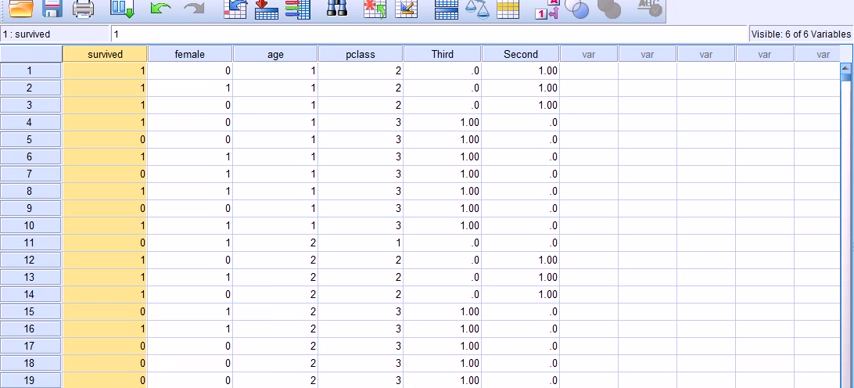 1 : survived 1 Visible: 6 of 6 Variables
survived female age pclass Third Second var var var var var
1 1 0 1 2 .0 1.00
2 1 1 1 2 .0 1.00
3 1 0 1 2 .0 1.00
4 1 0 1 3 1.00 .0
5 0 0 1 3 1.00 .0
6 1 1 1 3 1.00 .0
7 0 1 1 3 1.00 .0
8 1 1 1 3 1.00 .0
9 0 0 1 3 1.00 .0
10 1 1 1 3 1.00 .0
11 0 1 2 1 .0 .0
12 1 0 2 2 .0 1.00
13 1 1 2 2 .0 1.00
14 1 0 2 2 .0 1.00
15 0 1 2 3 1.00 .0
16 1 1 2 3 1.00 .0
17 0 0 2 3 1.00 .0
18 0 0 2 3 1.00 .0
19 0 0 2 3 1.00 .0